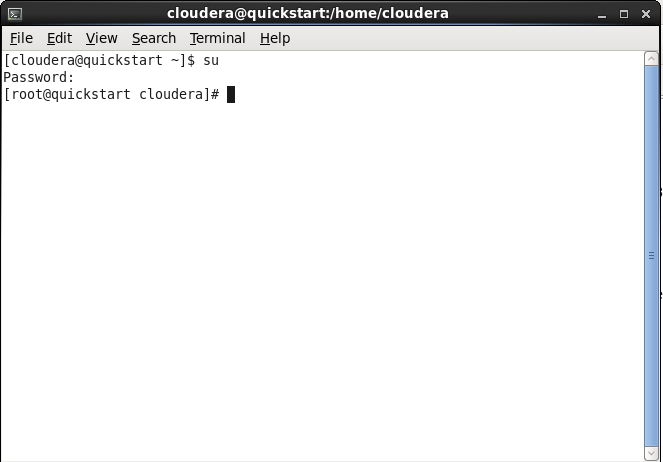 cloudera@quickstart:/home/cloudera
File Edit View Search Terminal Help
[cloudera@quickstart ~]$ su
Password:
[root@quickstart cloudera]#